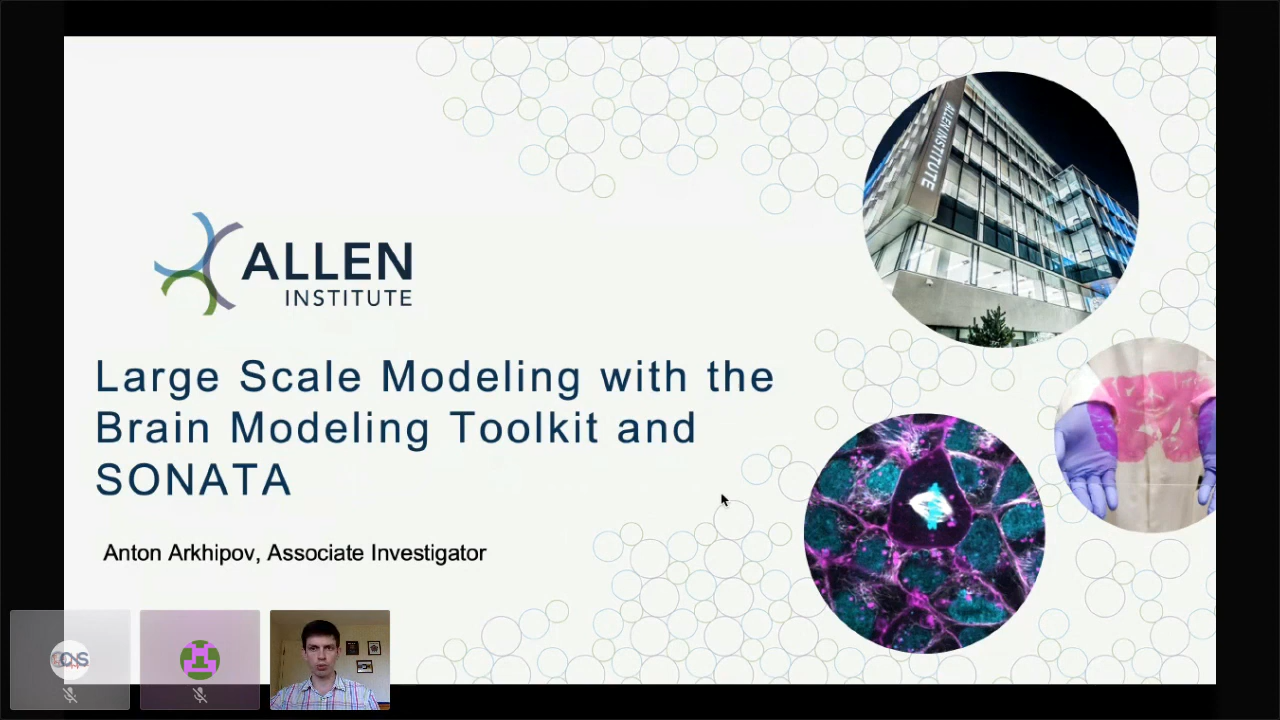 ALLEN INSTITUTE
ALLEN
INSTITUTE
Large Scale Modeling with the
Brain Modeling Toolkit and
SONATA
Anton Arkhipov, Associate Investigator